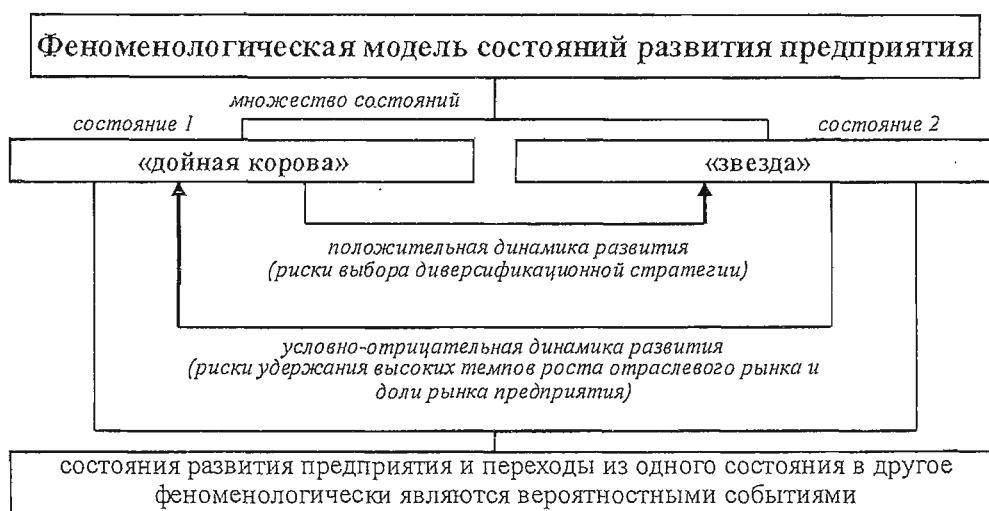 Феноменологическая модель состояний развития предприятия
множество состояний
состояние 1
состояние 2
«дойная корова»
«звезда»
положительная динамика развития
(риски выбора диверсификационной стратегии)
условно-отрицательная динамика развития
(риски удержания высоких темпов роста отраслевого рынка и
доли рынка предприятия)
состояния развития предприятия и переходы из одного состояния в другое
феноменологически являются вероятностными событиями